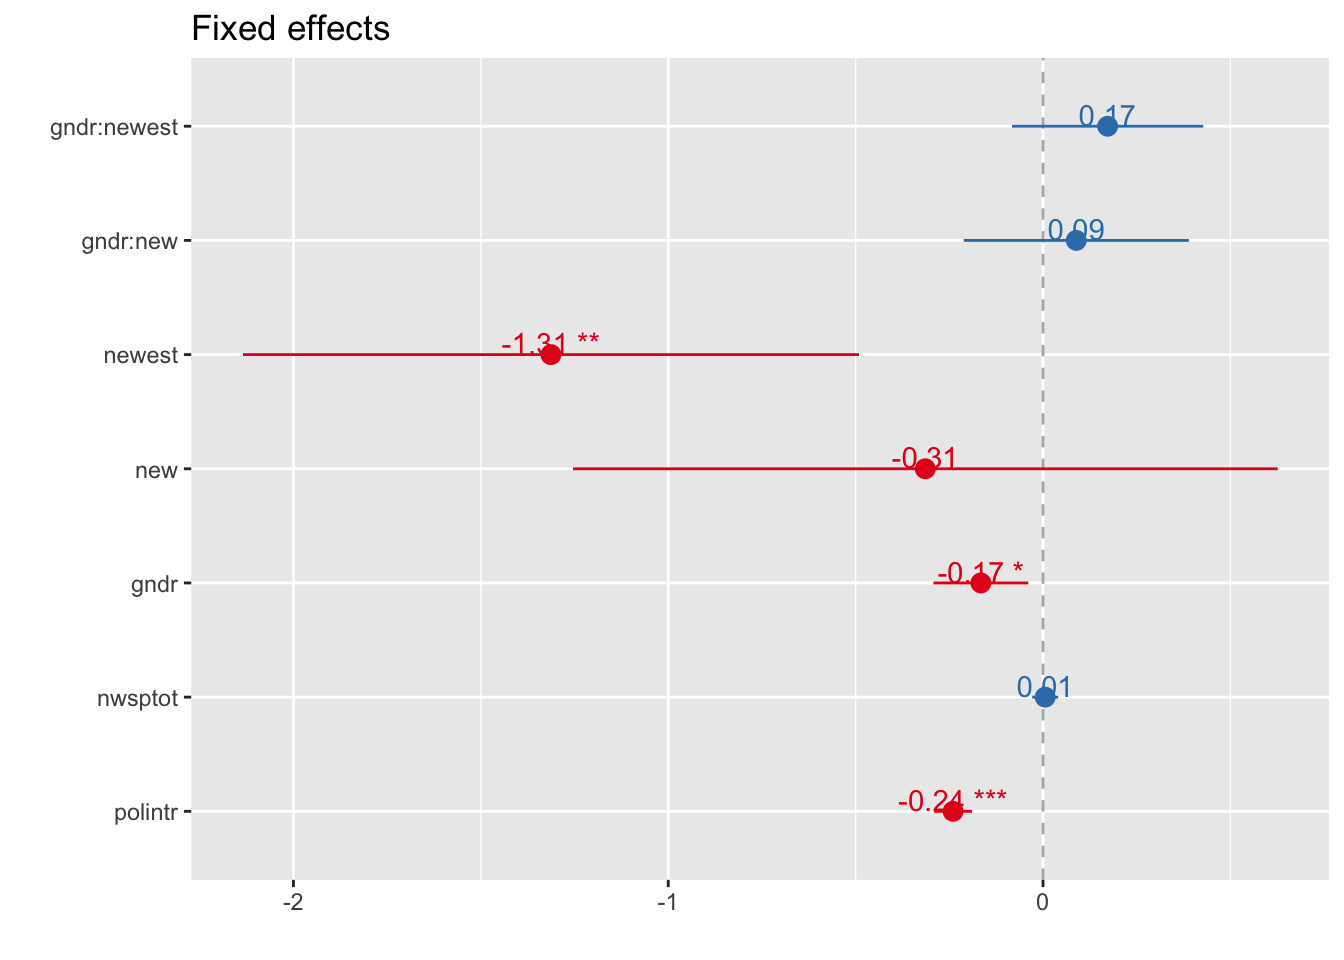 Fixed effects
gndr:newest
0.17
gndr:new
0.09
newest
-1.31 **
new
-0.31
gndr
-0.17 *
nwsptot
0.01
polintr
-0.24 ***
-2 -1 0